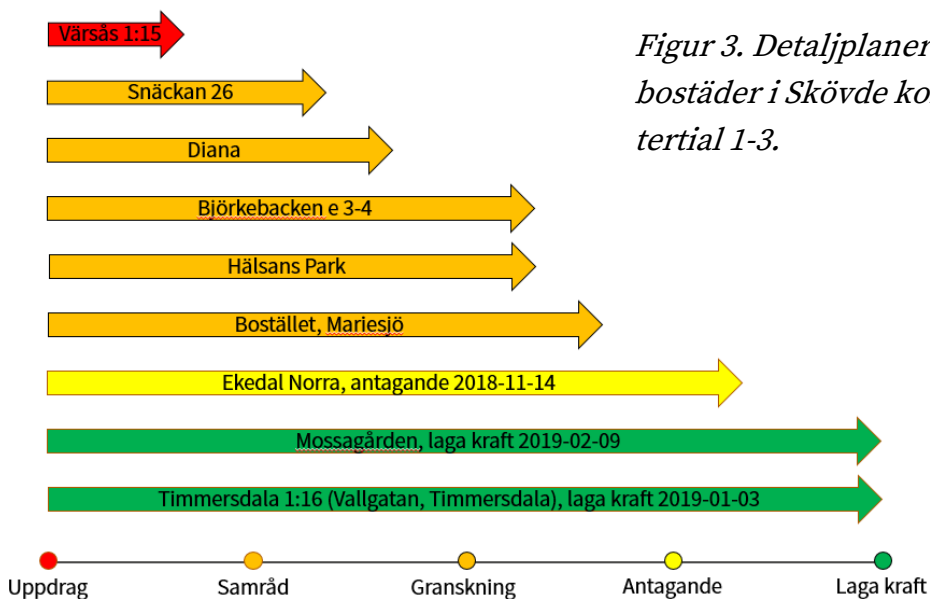 Värsås 1:15
Figur 3. Detaljplaner
Snäckan 26
bostäder i Skövde
Diana
tertial 1-3.
Björkebacken e 3-4
Hälsans Park
Bostället, Mariesjö
Ekedal Norra, antagande 2018-11-14
Mossagården, laga kraft 2019-02-09
Timmersdala 1:16 (Vallgatan, Timmersdala), laga kraft 2019-01-03
Uppdrag Samråd Granskning Antagande Laga kraft